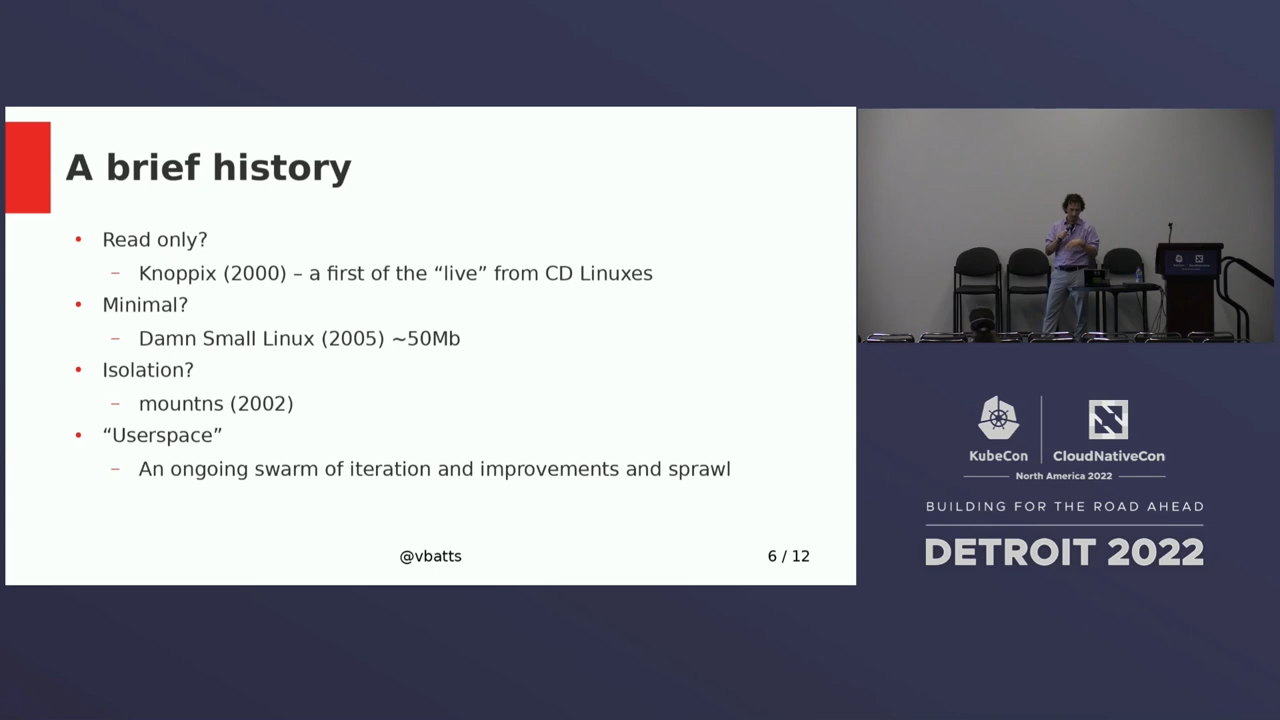 A brief history
• Read only?
– Knoppix (2000) – a first of the “live” from CD Linuxes
• Minimal?
– Damn Small Linux (2005) ~50Mb
• Isolation?
– mountns (2002)
• “Userspace”
– An ongoing swarm of iteration and improvements and sprawl
@vbatts
6 / 12
KubeCon
CloudNativeCon
North America 2022
BUILDING FOR THE ROAD AHEAD
DETROIT 2022